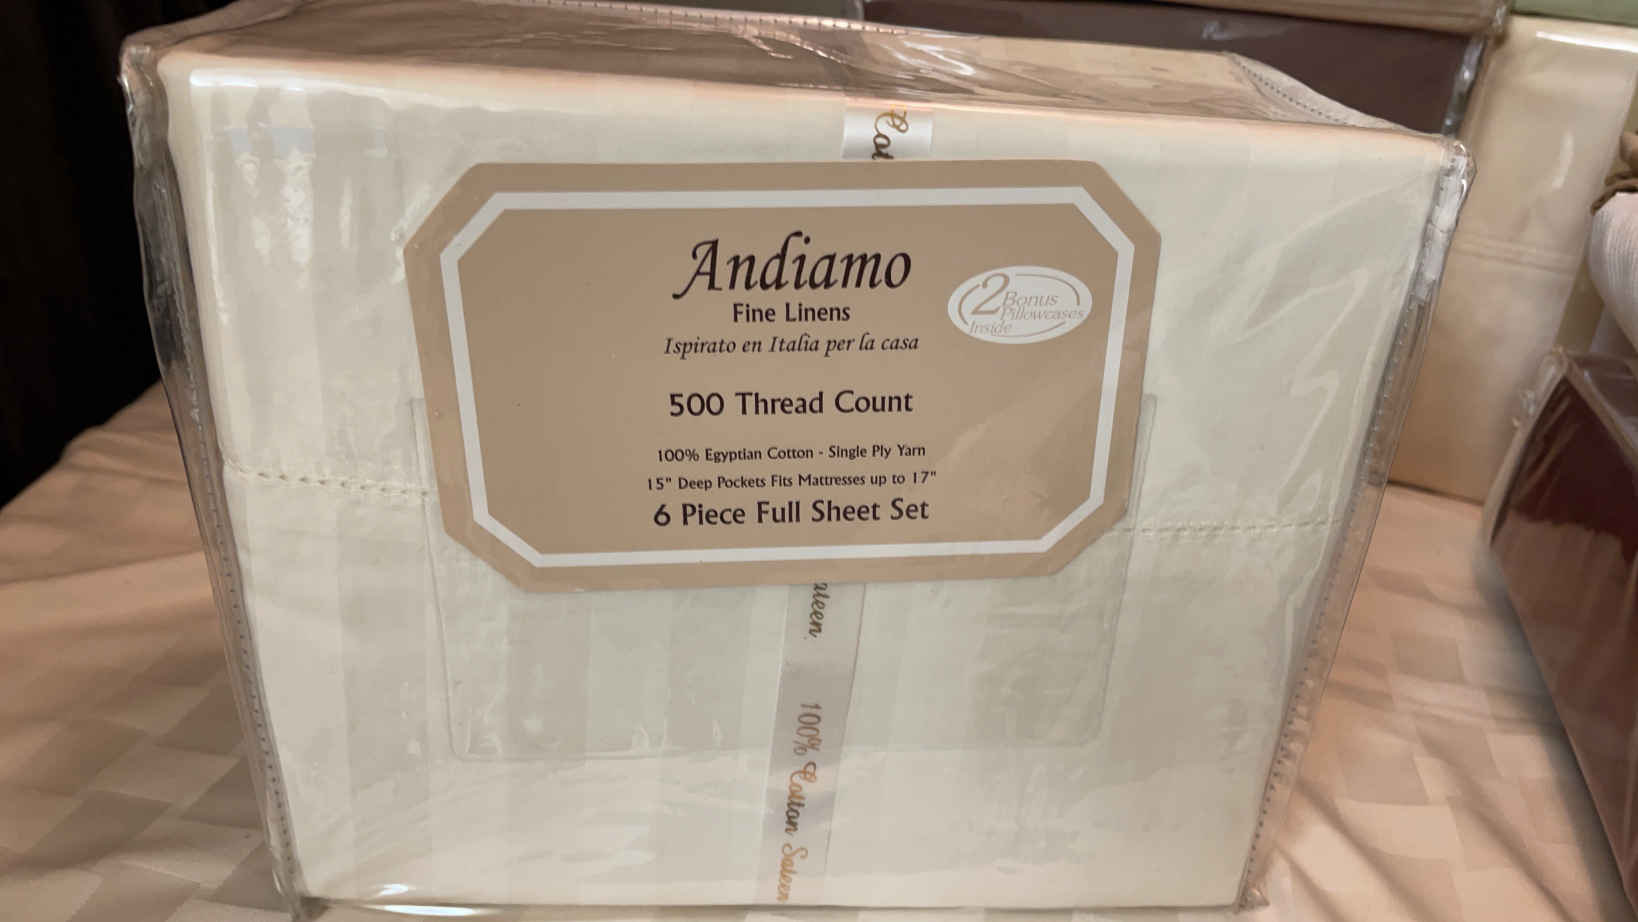 Cot
Andiamo
Fine Linens
Ispirato en Italia per la casa
2 Bonus
Pillowcases
Inside
500 Thread Count
100% Egyptian Cotton - Single Ply Yarn
15" Deep Pockets Fits Mattresses up to 17"
6 Piece Full Sheet Set
ateen
100% Cotton Sateen